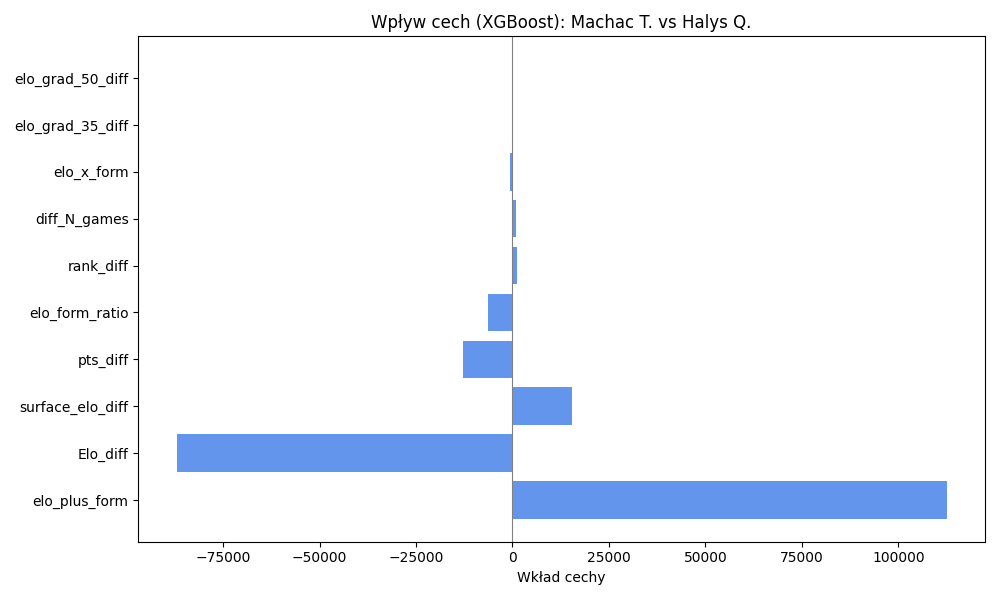 Wpływ cech (XGBoost): Machac T. vs Halys Q.
elo_grad_50_diff
elo_grad_35_diff
elo_x_form
diff_N_games
rank_diff
elo_form_ratio
pts_diff
surface_elo_diff
Elo_diff
elo_plus_form
−75000 −50000 −25000 0 25000 50000 75000 100000
Wkład cechy